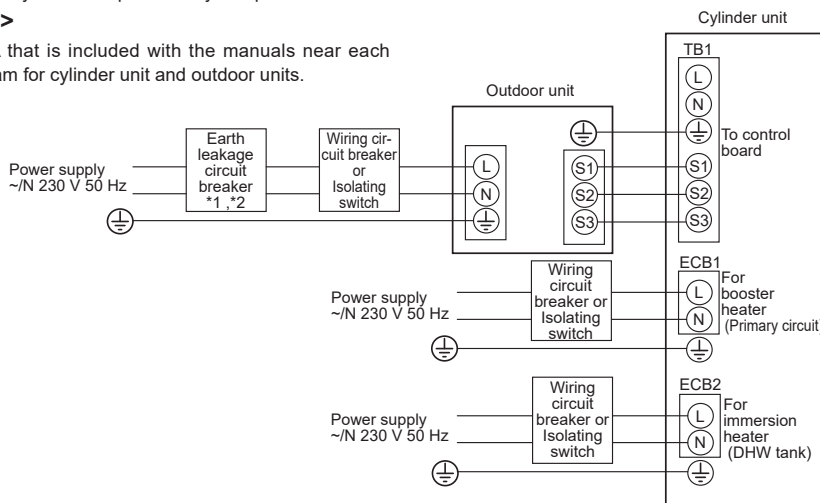 >
that is included with the manuals near each
am for cylinder unit and outdoor units.
Cylinder unit
TB1
L
N
To control
board
S1
S2
S3
Outdoor unit
L
N
S1
S2
S3
Power supply
~/N 230 V 50 Hz
Earth
leakage
circuit
breaker
*1 ,*2
Wiring cir-
cuit breaker
or
Isolating
switch
Power supply
~/N 230 V 50 Hz
Wiring
circuit
breaker or
Isolating
switch
ECB1
L
N
For
booster
heater
(Primary circuit)
Power supply
~/N 230 V 50 Hz
Wiring
circuit
breaker or
Isolating
switch
ECB2
L
N
For
immersion
heater
(DHW tank)